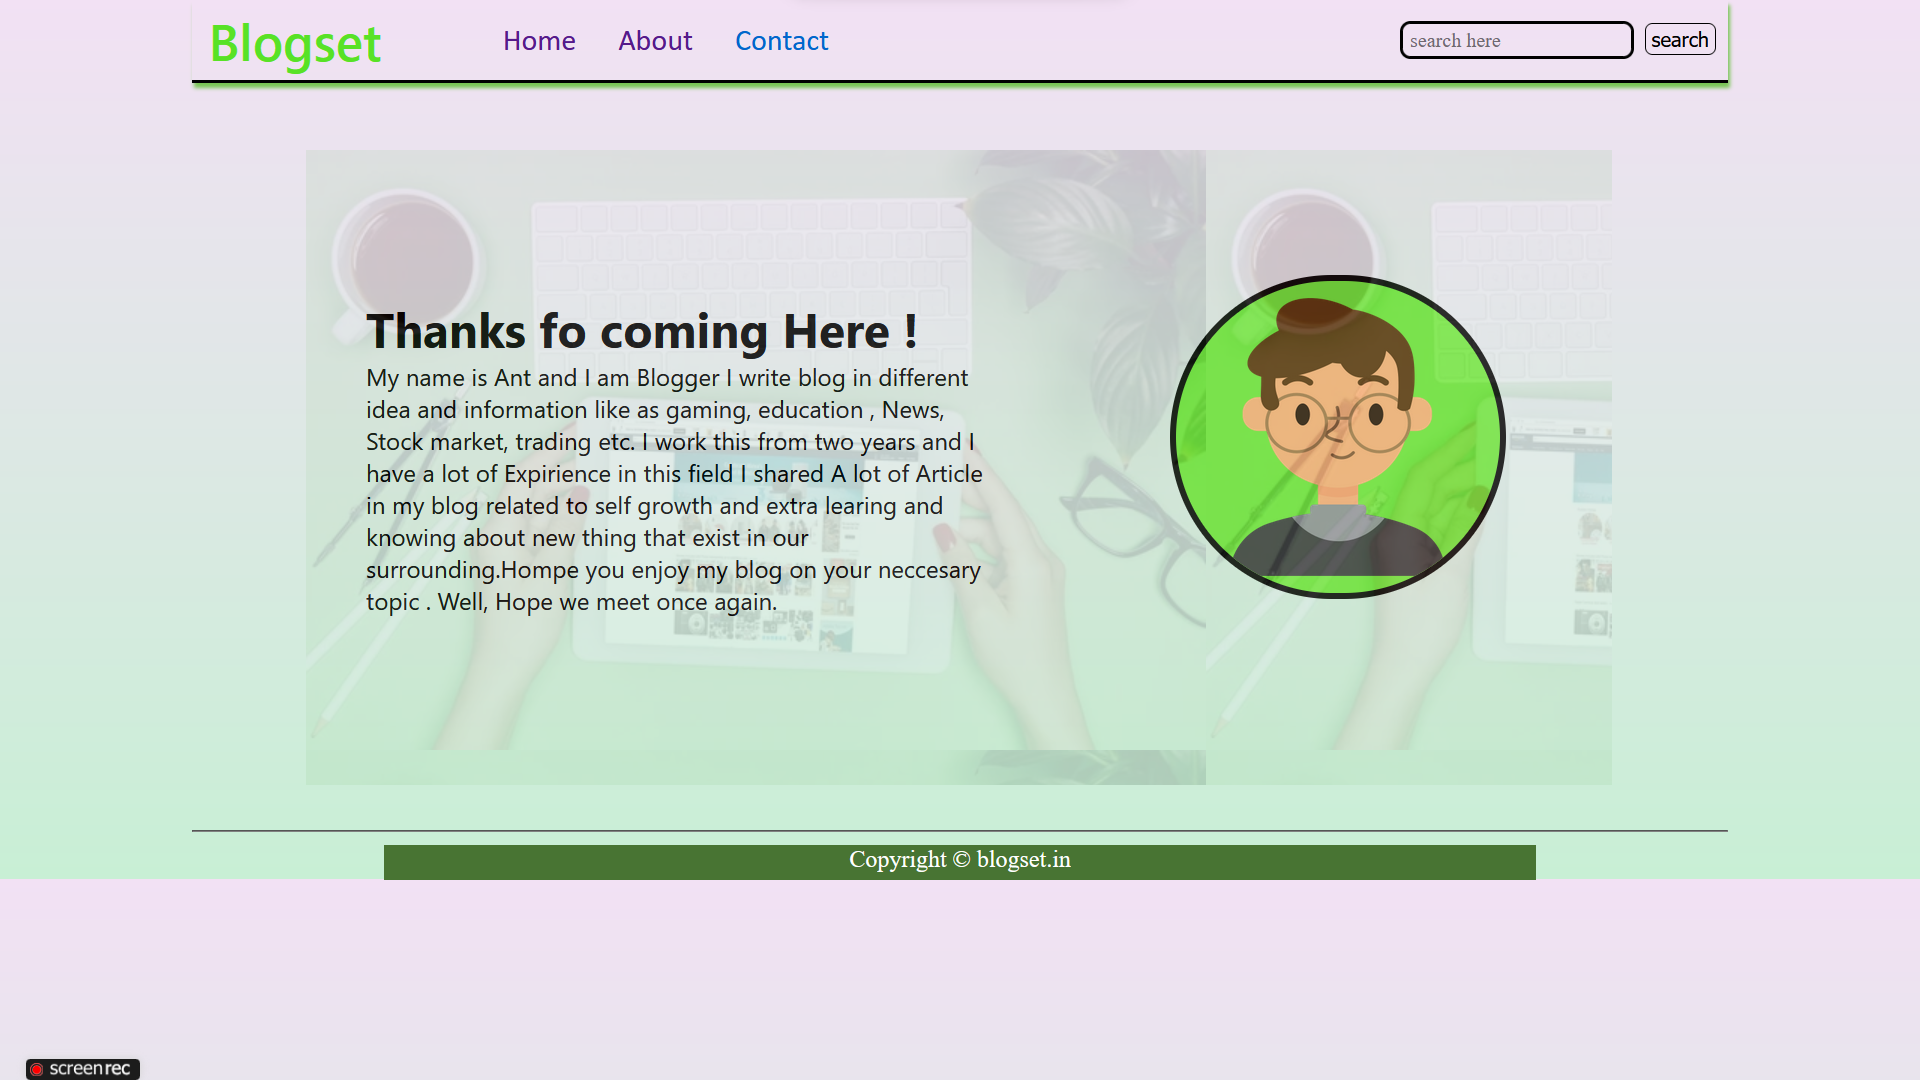 Blogset
Home About Contact
search here search
Thanks fo coming Here !
My name is Ant and I am Blogger I write blog in different
idea and information like as gaming, education , News,
Stock market, trading etc. I work this from two years and I
have a lot of Expirience in this field I shared A lot of Article
in my blog related to self growth and extra learing and
knowing about new thing that exist in our
surrounding.Hompe you enjoy my blog on your neccesary
topic . Well, Hope we meet once again.
Copyright © blogset.in
screenrec